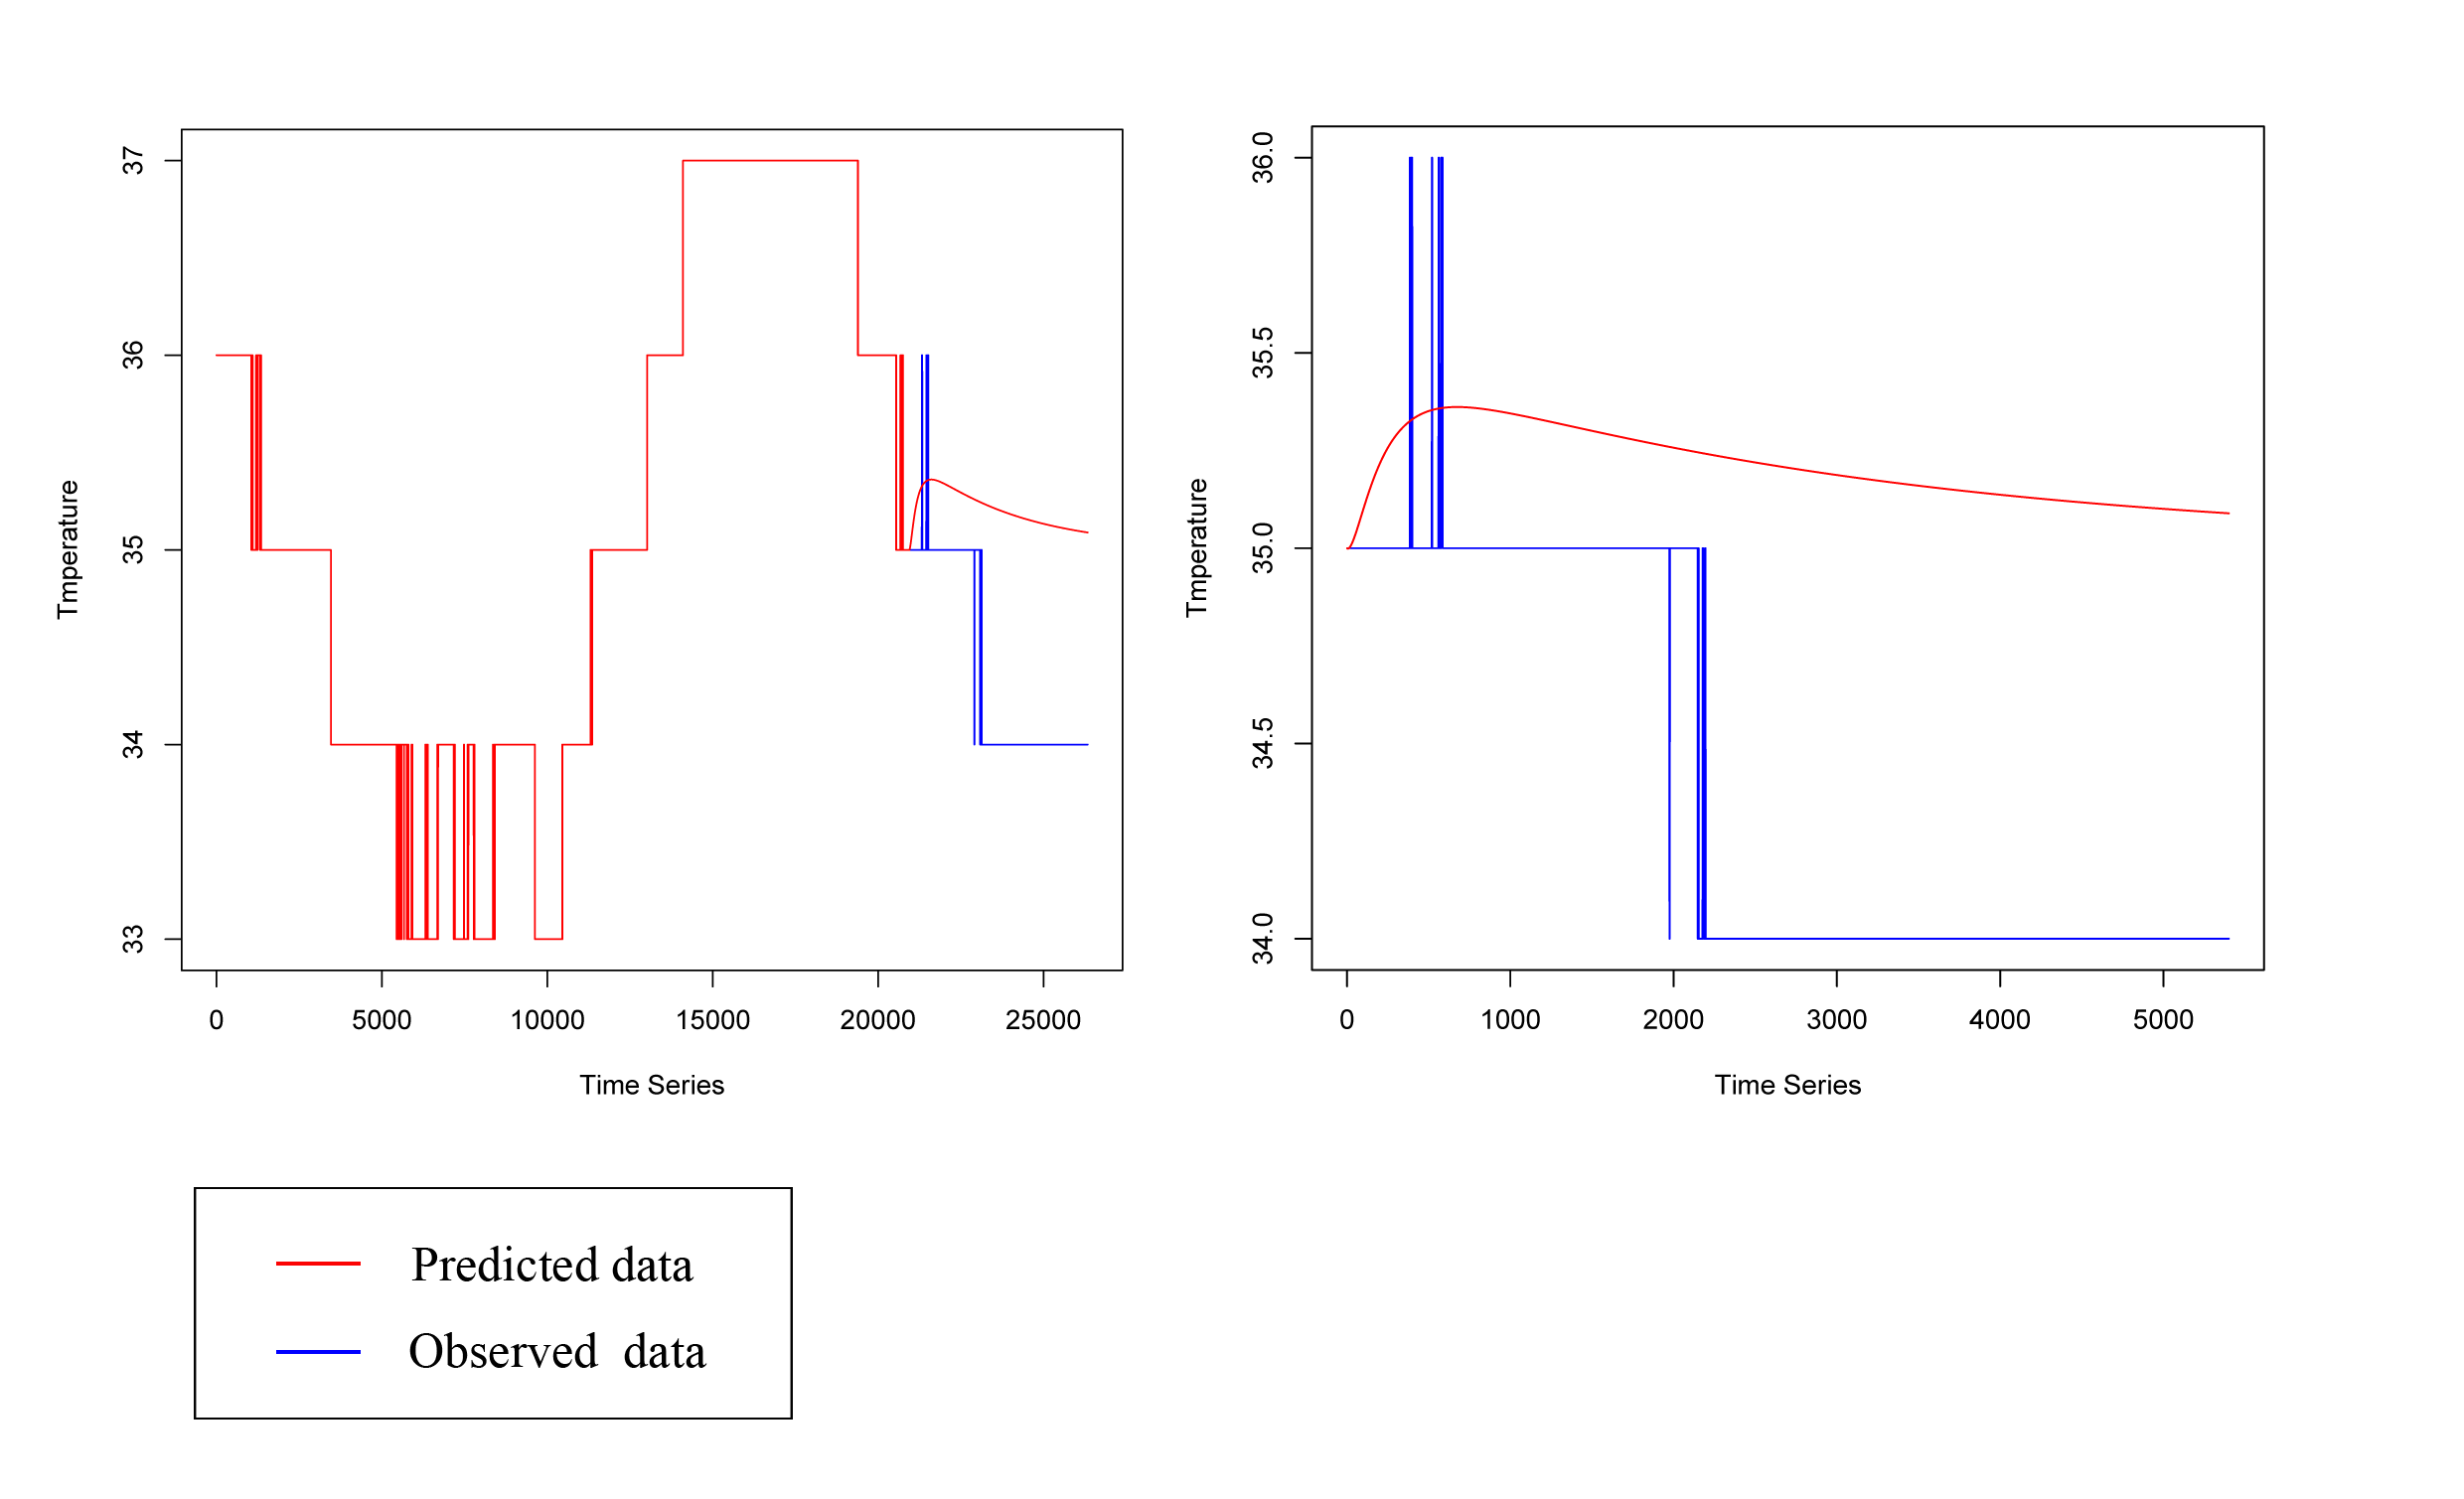 37
36
35
34
33
Tmperature
0 5000 10000 15000 20000 25000
Time Series
36.0
35.5
35.0
34.5
34.0
Tmperature
0 1000 2000 3000 4000 5000
Time Series
Predicted data
Observed data